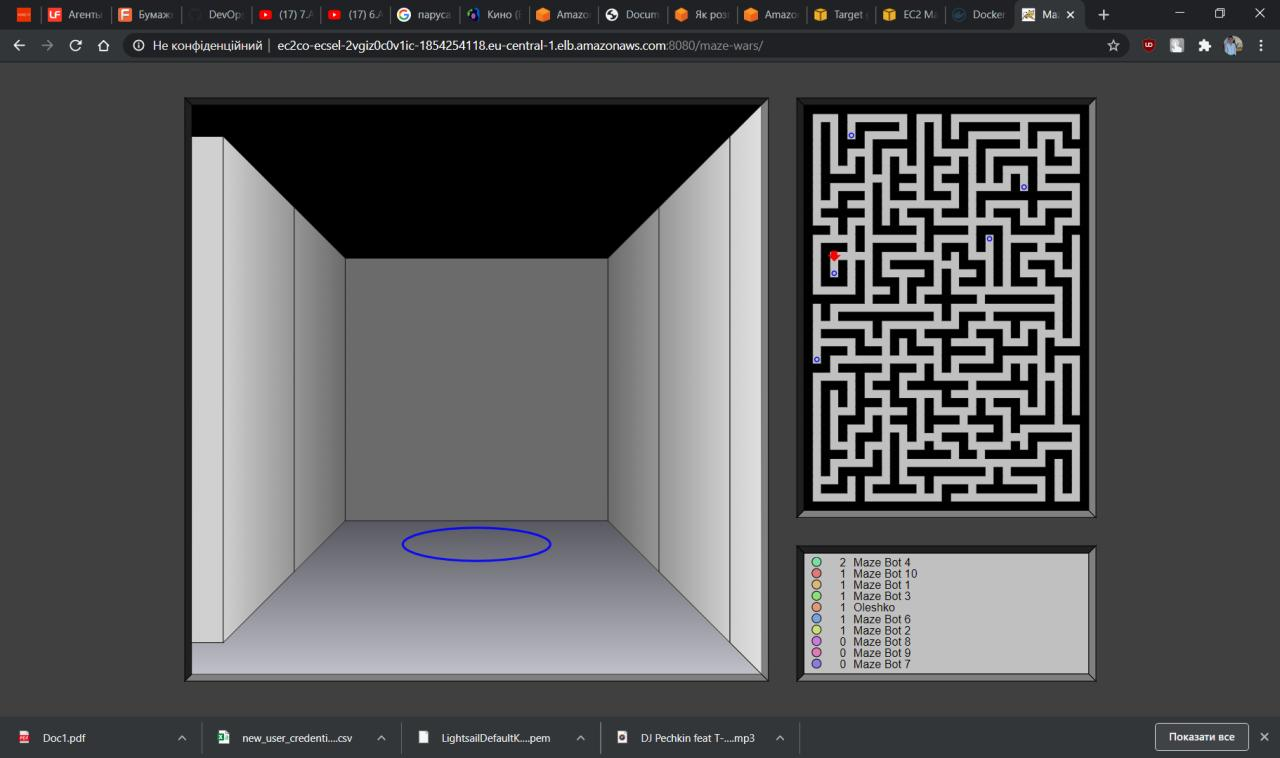 Агенты
Бумаж
DevOp
(17) 7.
(17) 6.
паруса
Кино (
Amazo
Docum
Як роз
Amazo
Target
EC2 M
Docke
Ma
Не конфіденційний | ec2co-ecsel-2vgiz0c0v1ic-1854254118.eu-central-1.elb.amazonaws.com:8080/maze-wars/
2 Maze Bot 4
1 Maze Bot 10
1 Maze Bot 1
1 Maze Bot 3
1 Oleshko
1 Maze Bot 6
1 Maze Bot 2
0 Maze Bot 8
0 Maze Bot 9
0 Maze Bot 7
Doc1.pdf
new_user_credenti....csv
LightsailDefaultK....pem
DJ Pechkin feat T-....mp3
Показати все